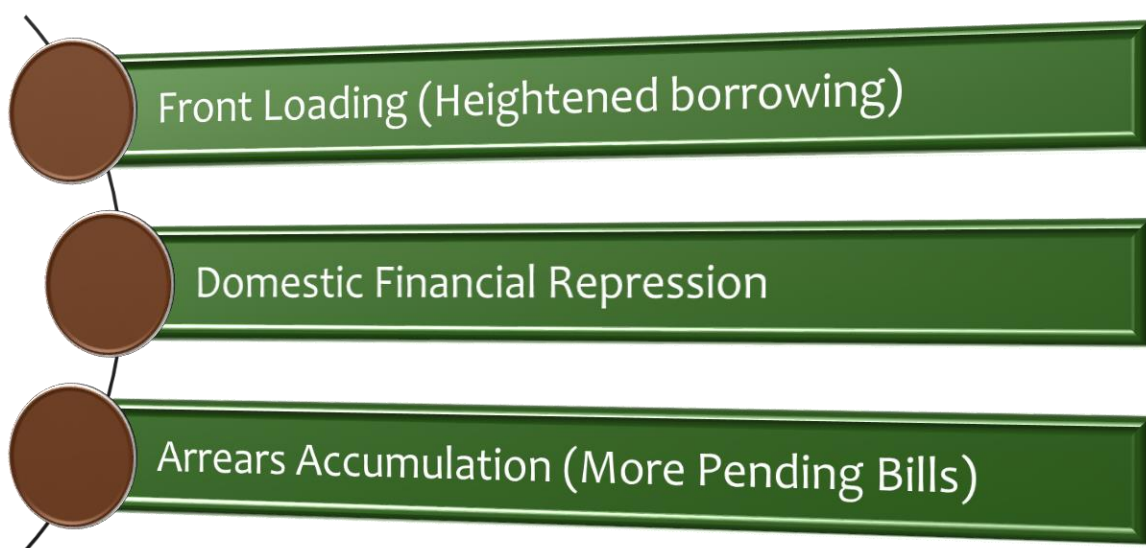 Front Loading (Heightened borrowing)
Domestic Financial Repression
Arrears Accumulation (More Pending Bills)